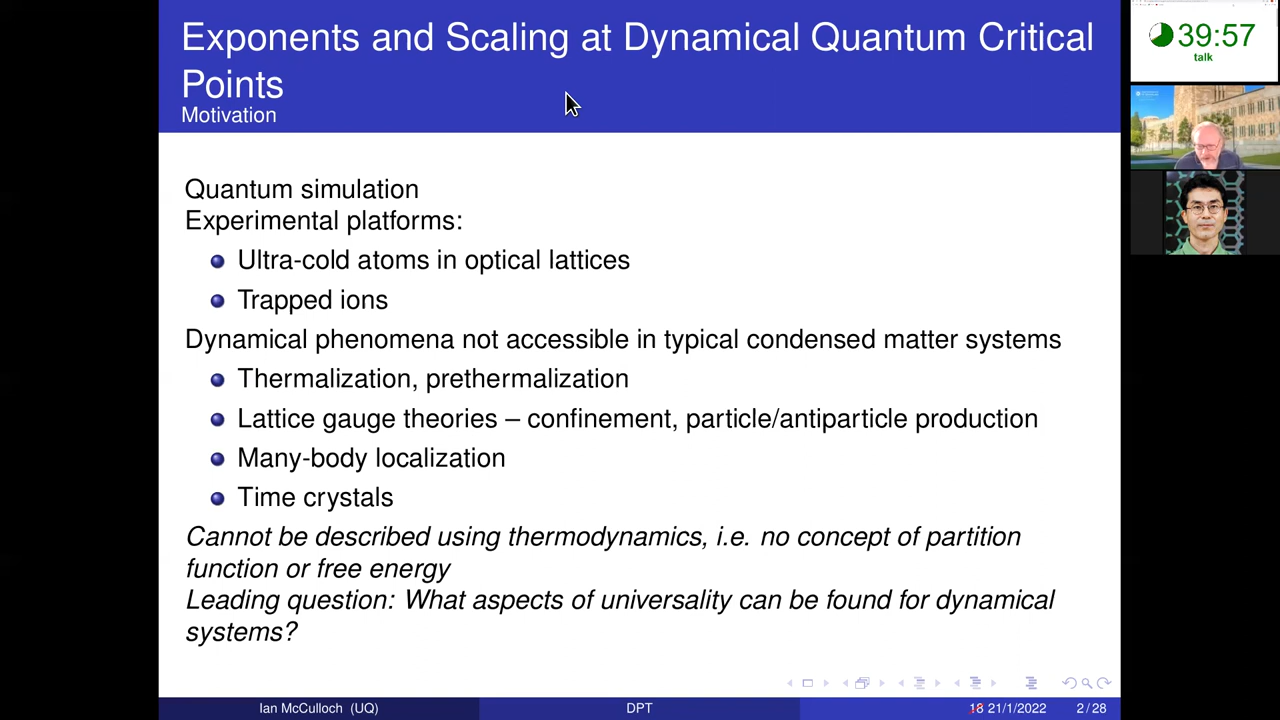 Exponents and Scaling at Dynamical Quantum Critical
Points
Motivation
Quantum simulation
Experimental platforms:
Ultra-cold atoms in optical lattices
Trapped ions
Dynamical phenomena not accessible in typical condensed matter systems
Thermalization, prethermalization
Lattice gauge theories – confinement, particle/antiparticle production
Many-body localization
Time crystals
Cannot be described using thermodynamics, i.e. no concept of partition
function or free energy
Leading question: What aspects of universality can be found for dynamical
systems?
Ian McCulloch (UQ) DPT 18 21/1/2022 2 / 28
39:57
talk